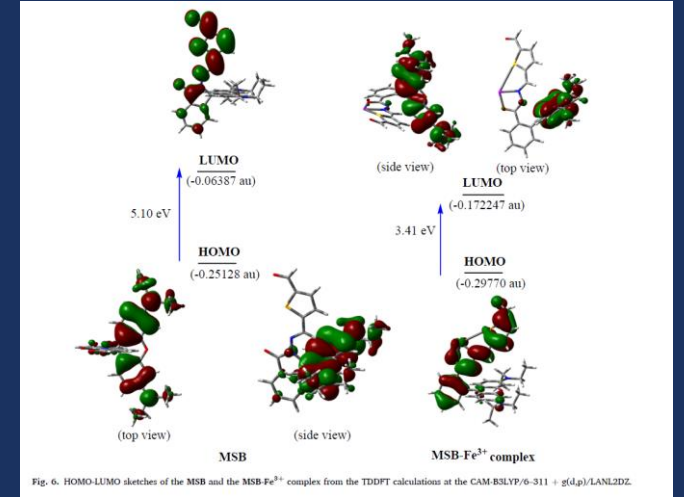 LUMO
(-0.06387 au)
5.10 eV
HOMO
(-0.25128 au)
(top view)
(side view)
MSB
(side view)
(top view)
LUMO
(-0.172247 au)
3.41 eV
HOMO
(-0.29770 au)
MSB-Fe³⁺ complex
Fig. 6. HOMO-LUMO sketches of the MSB and the MSB-Fe³⁺ complex from the TDDFT calculations at the CAM-B3LYP/6–311 + g(d,p)/LANL2DZ.